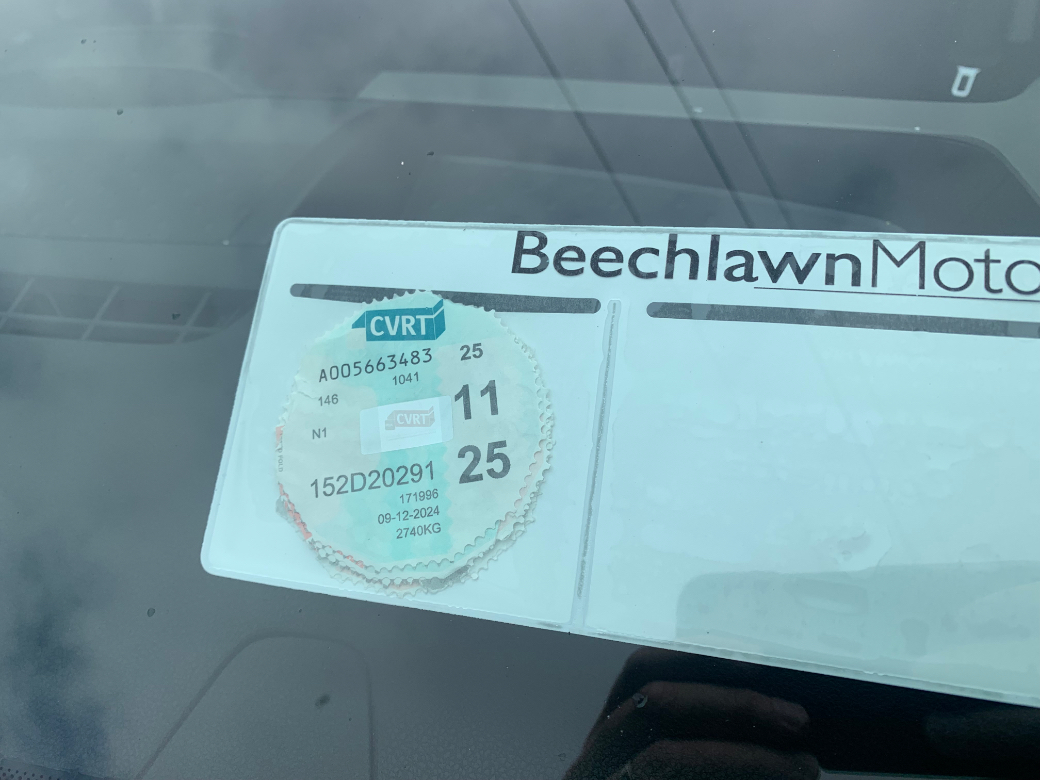 BeechlawnMoto
CVRT
A005663483 25
1041
146
11
CVRT
N1
25
152D20291
171996
09-12-2024
2740KG